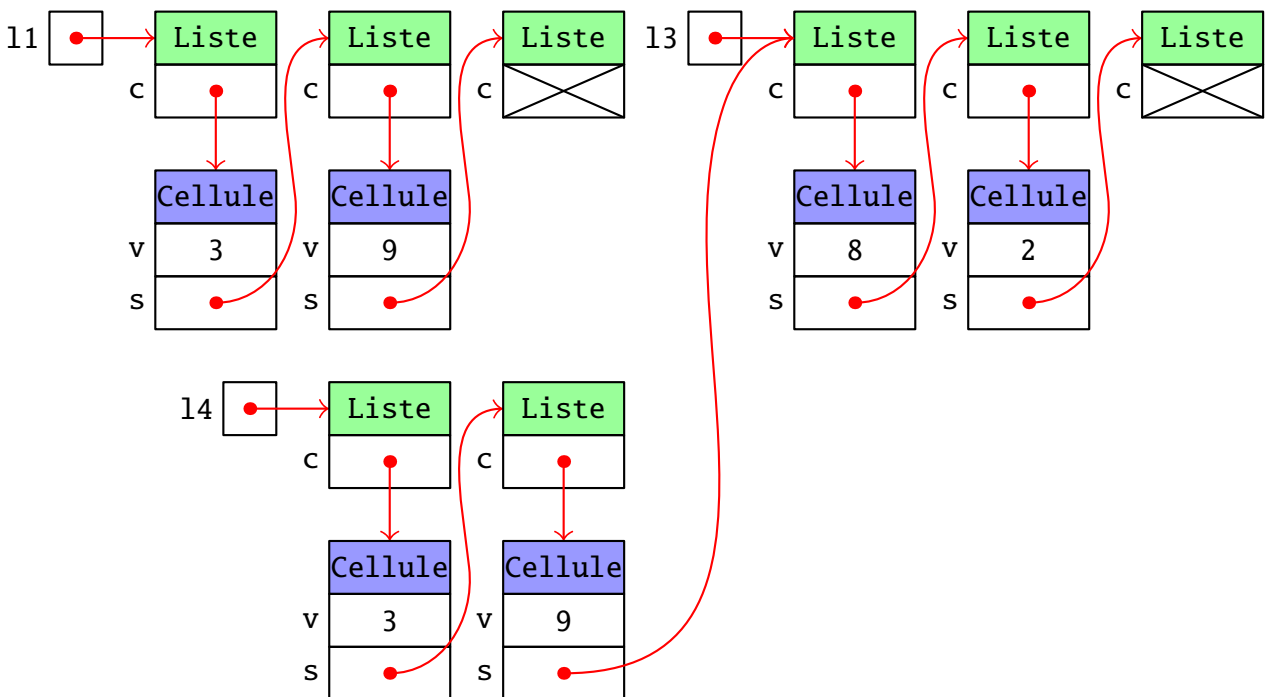 l1 Liste Liste Liste l3 Liste Liste Liste
c c c c c c
Cellule Cellule Cellule Cellule
v 3 v 9 v 8 v 2
s s s s
l4 Liste Liste
c c
Cellule Cellule
v 3 v 9
s s